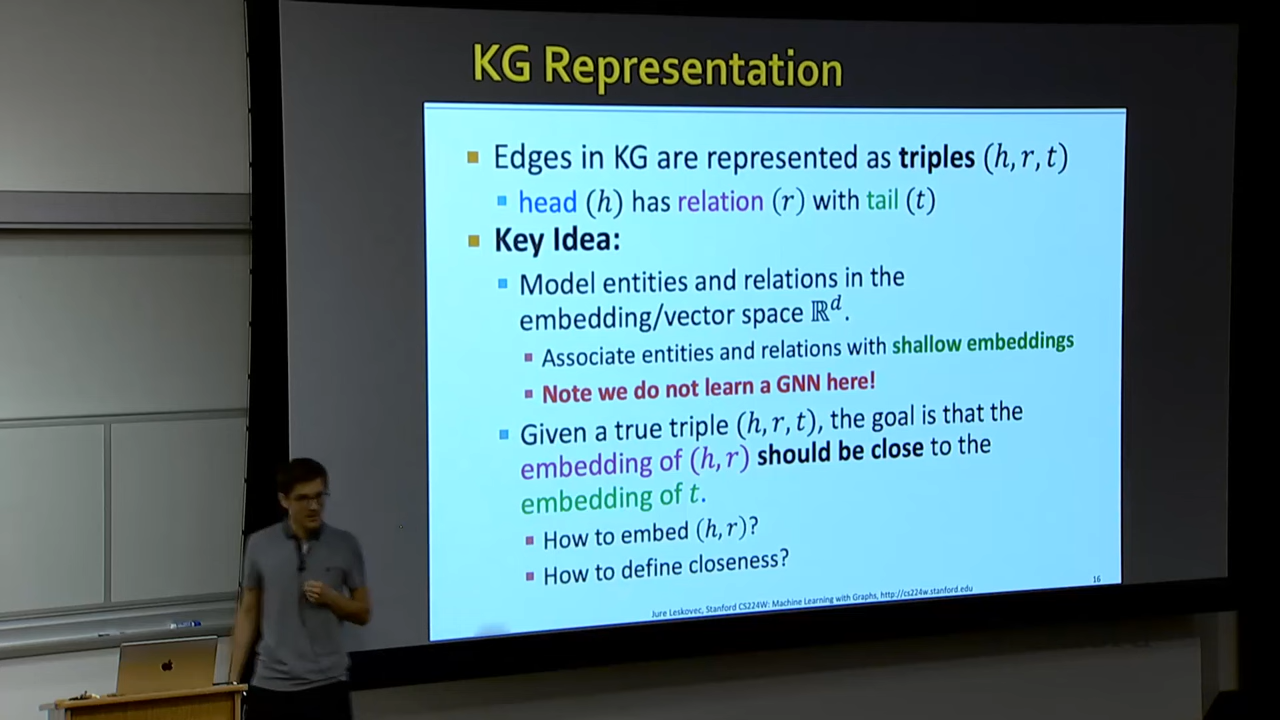 KG Representation
Edges in KG are represented as triples (h, r, t)
head (h) has relation (r) with tail (t)
Key Idea:
Model entities and relations in the
embedding/vector space ℝᵈ.
Associate entities and relations with shallow embeddings
Note we do not learn a GNN here!
Given a true triple (h, r, t), the goal is that the
embedding of (h, r) should be close to the
embedding of t.
How to embed (h, r)?
How to define closeness?
16
Jure Leskovec, Stanford CS224W: Machine Learning with Graphs, http://cs224w.stanford.edu